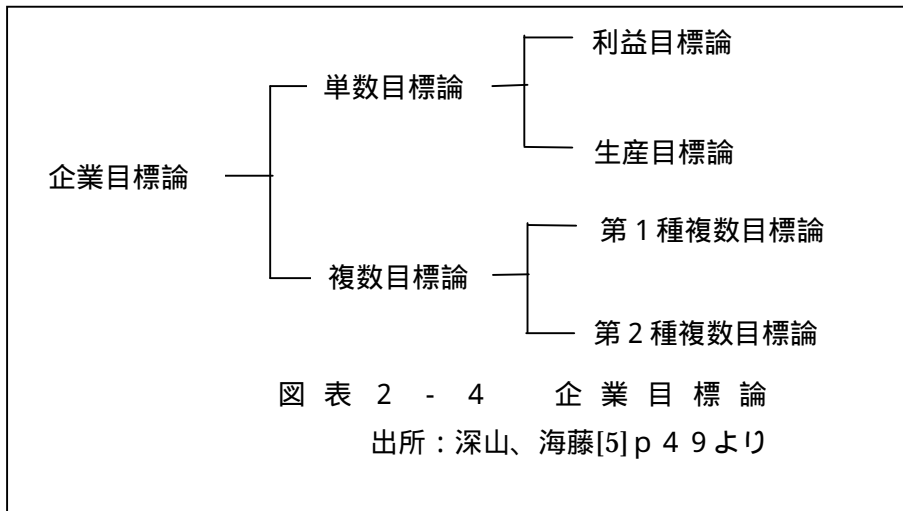 利益目標論
単数目標論
生産目標論
企業目標論
第1種複数目標論
複数目標論
第2種複数目標論
図表2-4 企業目標論
出所:深山、海藤[5]p49より